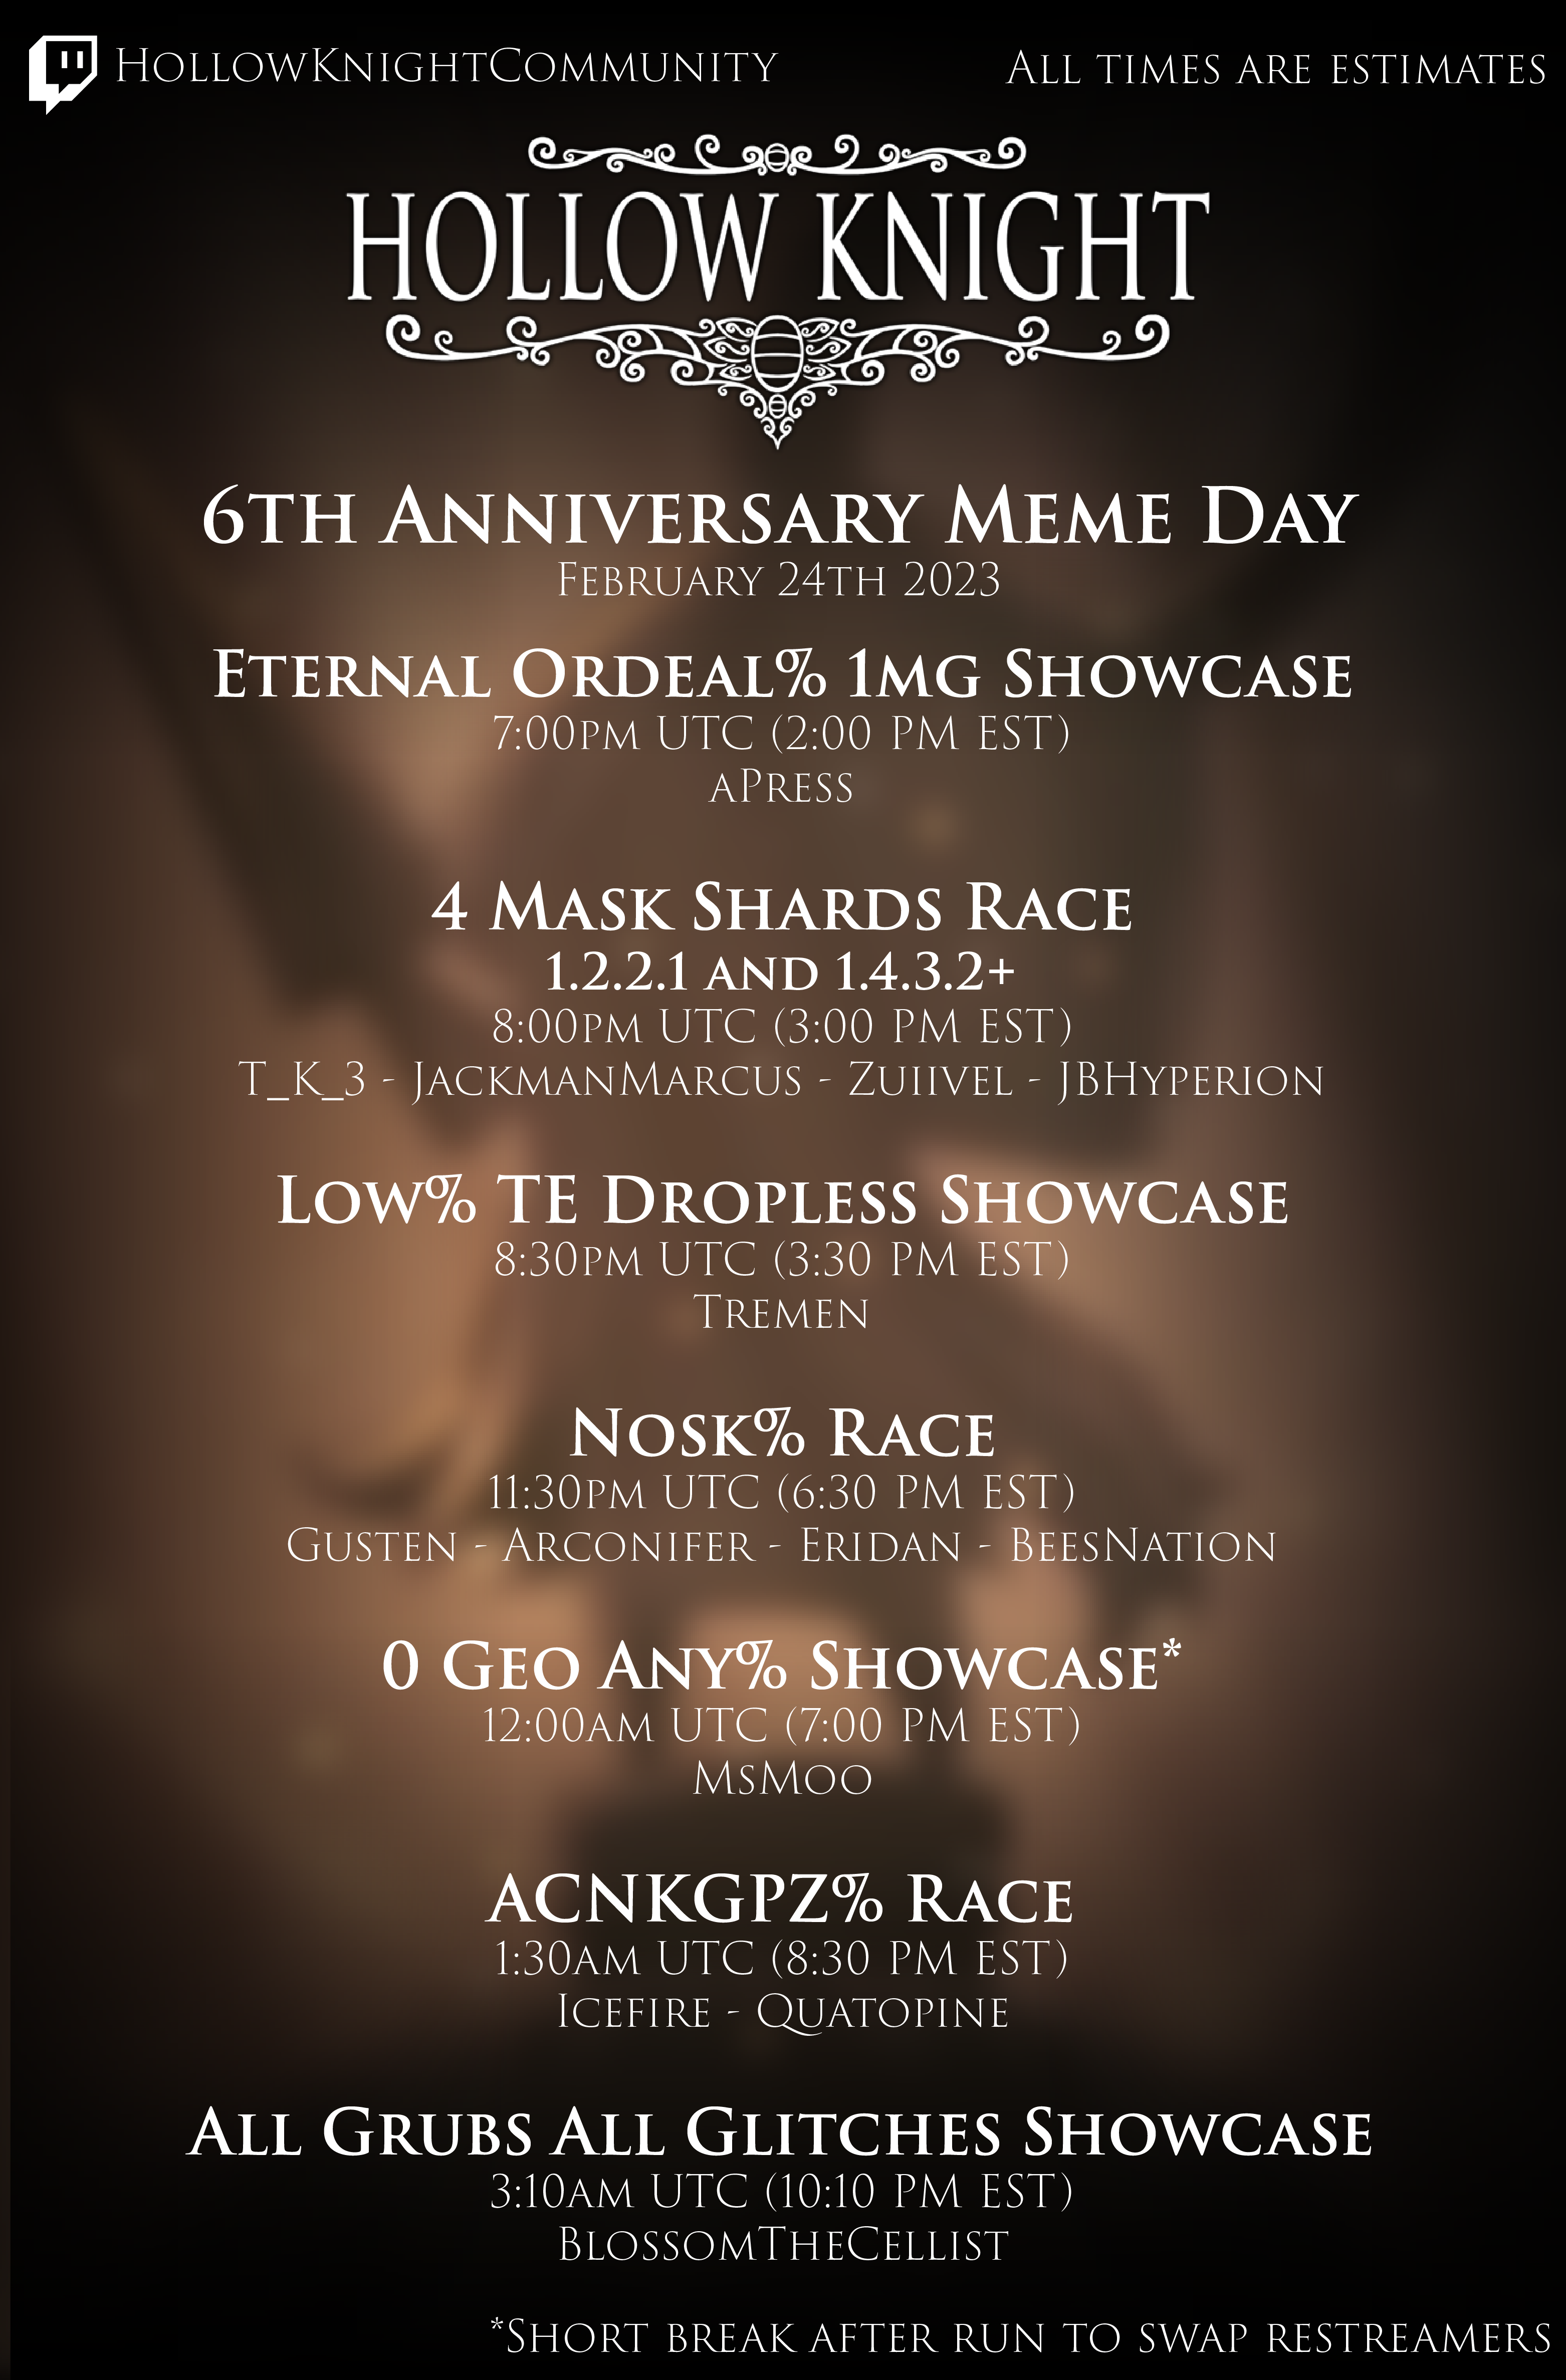 HollowKnightCommunity
All times are estimates
HOLLOW KNIGHT
6th Anniversary Meme Day
February 24th 2023
Eternal Ordeal% 1mg Showcase
7:00pm UTC (2:00 PM EST)
aPress
4 Mask Shards Race
1.2.2.1 and 1.4.3.2+
8:00pm UTC (3:00 PM EST)
T_K_3 - JackmanMarcus - Zuiivel - JBHyperion
Low% TE Dropless Showcase
8:30pm UTC (3:30 PM EST)
Tremen
Nosk% Race
11:30pm UTC (6:30 PM EST)
Gusten - Arconifer - Eridan - BeesNation
0 Geo Any% Showcase*
12:00am UTC (7:00 PM EST)
MsMoo
ACNKGPZ% Race
1:30am UTC (8:30 PM EST)
Icefire - Quatopine
All Grubs All Glitches Showcase
3:10am UTC (10:10 PM EST)
BlossomTheCellist
*Short break after run to swap restreamers